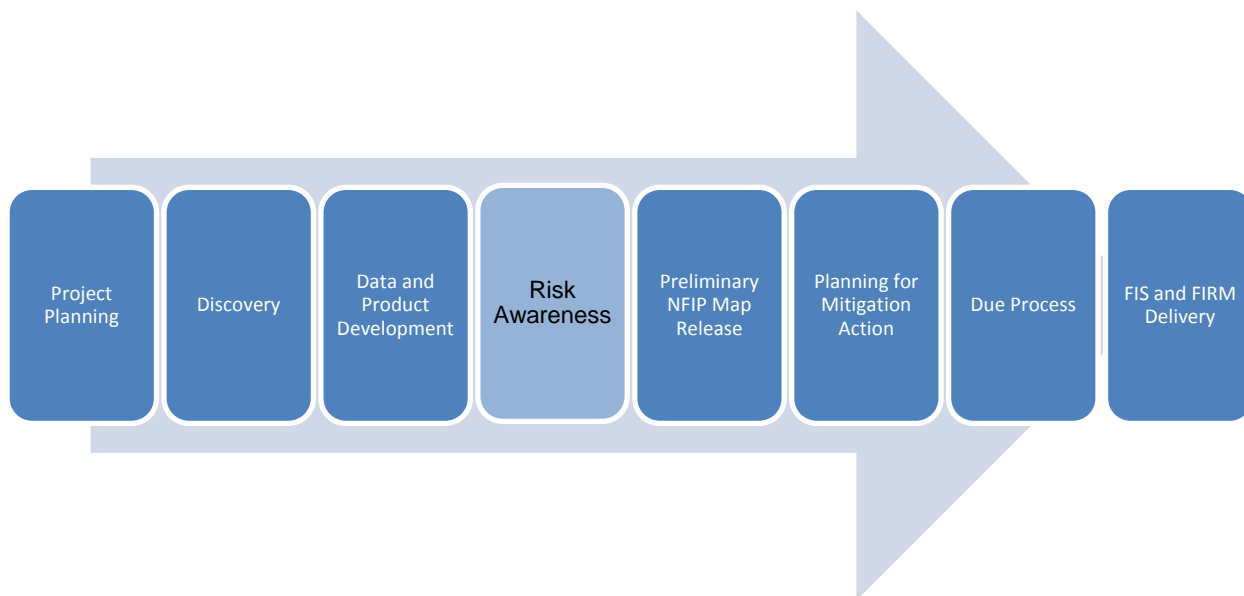 Project
Planning
Discovery
Data and
Product
Development
Risk
Awareness
Preliminary
NFIP Map
Release
Planning for
Mitigation
Action
Due Process
FIS and FIRM
Delivery